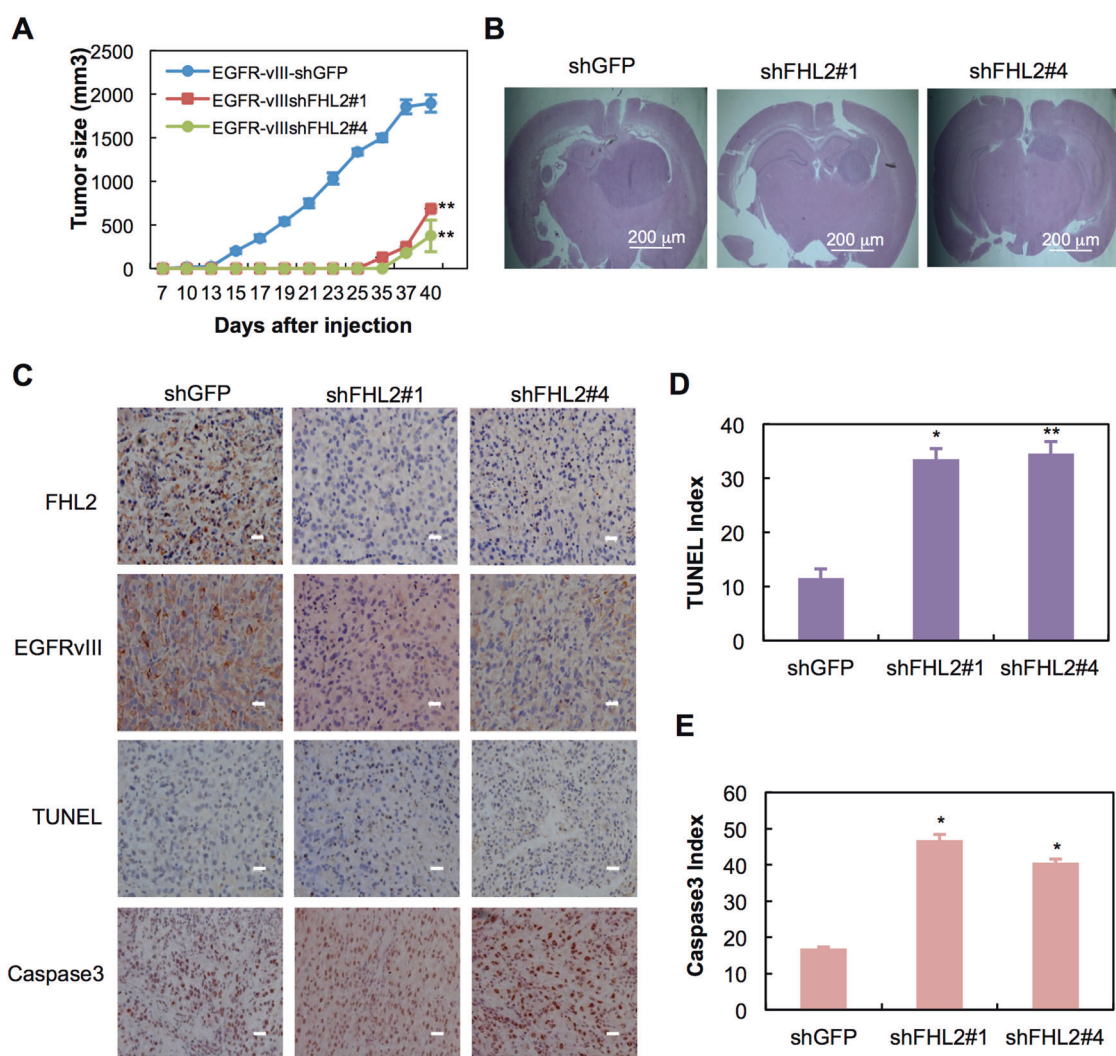 A
Tumor size (mm3)
2500
2000
1500
1000
500
0
EGFR-vIII-shGFP
EGFR-vIIIshFHL2#1
EGFR-vIIIshFHL2#4
**
**
7 10 13 15 17 19 21 23 25 35 37 40
Days after injection
B
shGFP shFHL2#1 shFHL2#4
200 µm 200 µm 200 µm
C
shGFP shFHL2#1 shFHL2#4
FHL2
EGFRvIII
TUNEL
Caspase3
D
TUNEL Index
40
30
20
10
0
* **
shGFP shFHL2#1 shFHL2#4
E
Caspase3 Index
60
50
40
30
20
10
0
* *
shGFP shFHL2#1 shFHL2#4